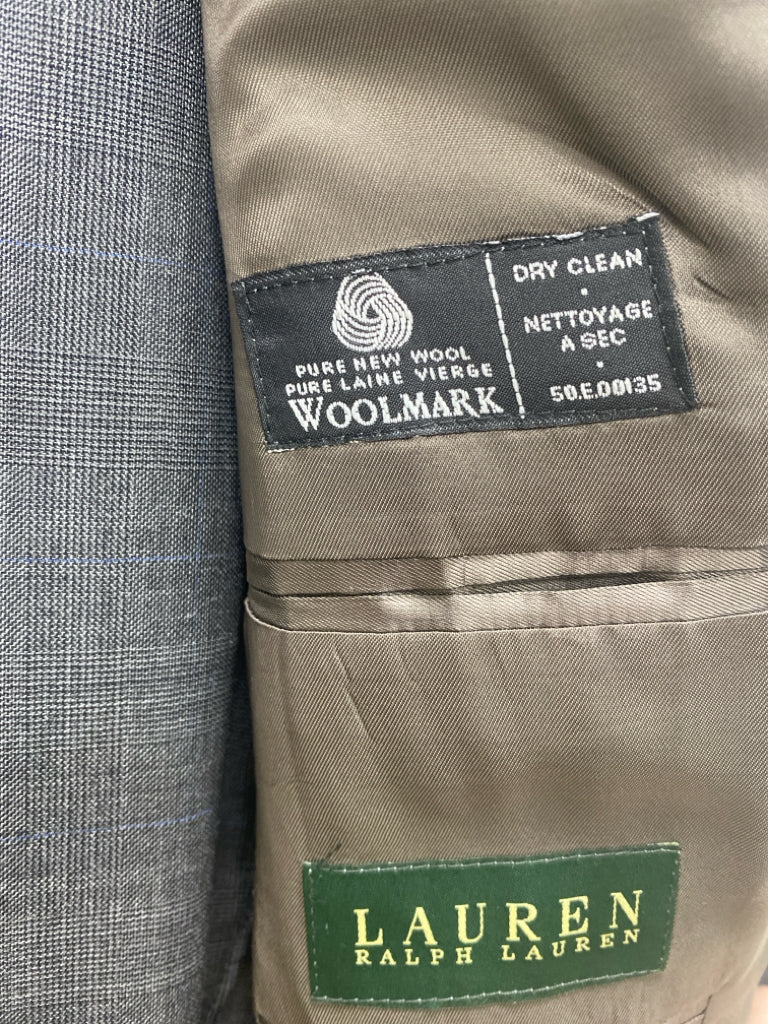 PURE NEW WOOL
PURE LAINE VIERGE
WOOLMARK
DRY CLEAN
•
NETTOYAGE
A SEC
•
50.E.00135
LAUREN
RALPH LAUREN